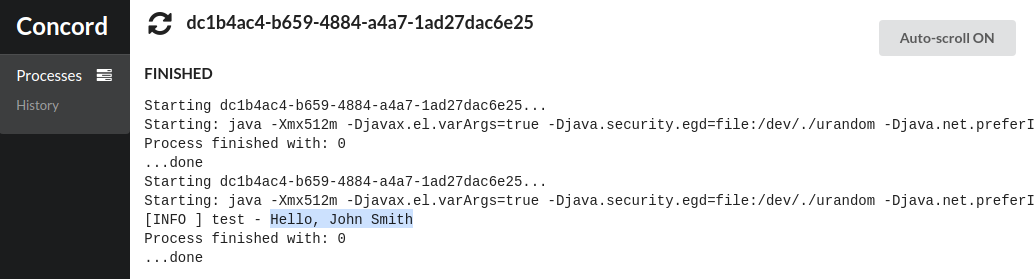 Concord
dc1b4ac4-b659-4884-a4a7-1ad27dac6e25
Auto-scroll ON
Processes
History
FINISHED
Starting dc1b4ac4-b659-4884-a4a7-1ad27dac6e25...
Starting: java -Xmx512m -Djavax.el.varArgs=true -Djava.security.egd=file:/dev/./urandom -Djava.net.preferI
Process finished with: 0
...done
Starting dc1b4ac4-b659-4884-a4a7-1ad27dac6e25...
Starting: java -Xmx512m -Djavax.el.varArgs=true -Djava.security.egd=file:/dev/./urandom -Djava.net.preferI
[INFO ] test - Hello, John Smith
Process finished with: 0
...done